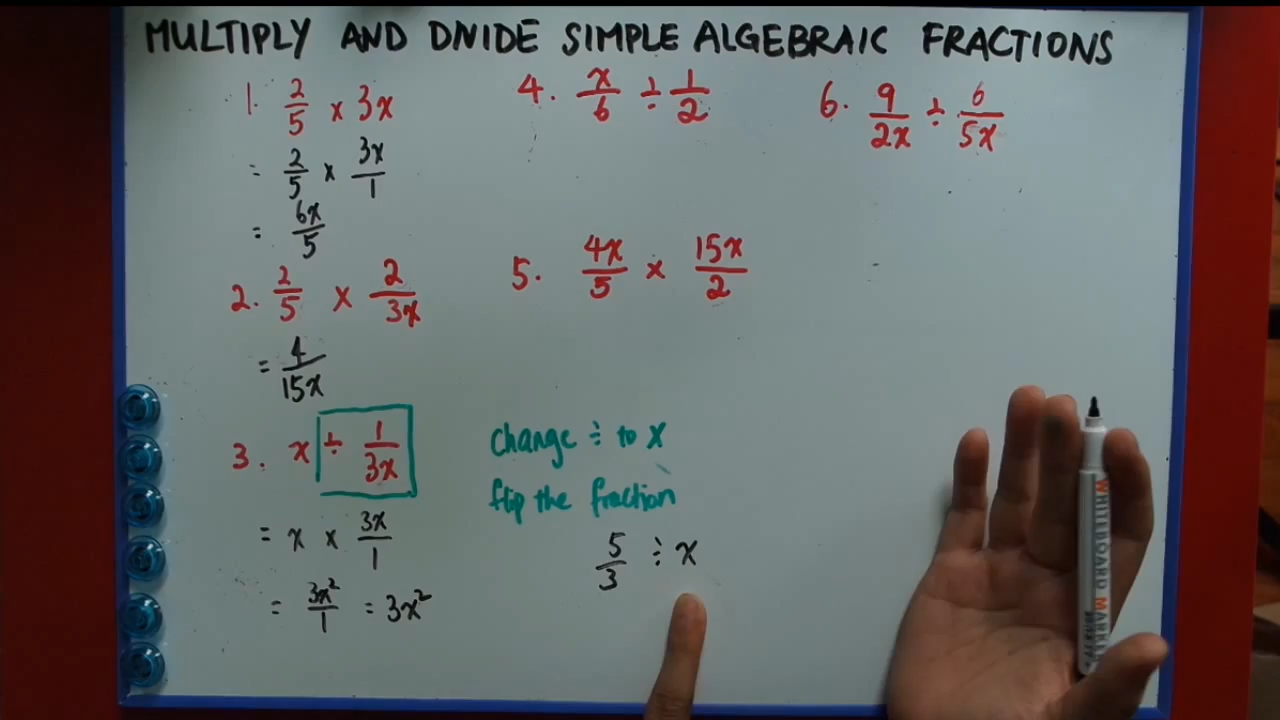 MULTIPLY AND DIVIDE SIMPLE ALGEBRAIC FRACTIONS
1. 2/5 × 3x
= 2/5 × 3x/1
= 6x/5
2. 2/5 × 2/3x
= 4/15x
3. x ÷ 1/3x
= x × 3x/1
= 3x²/1 = 3x²
4. x/6 ÷ 1/2
5. 4x/5 × 15x/2
change ÷ to x
flip the fraction
5/3 ÷ x
6. 9/2x ÷ 6/5x
WHITEBOARD MARKER